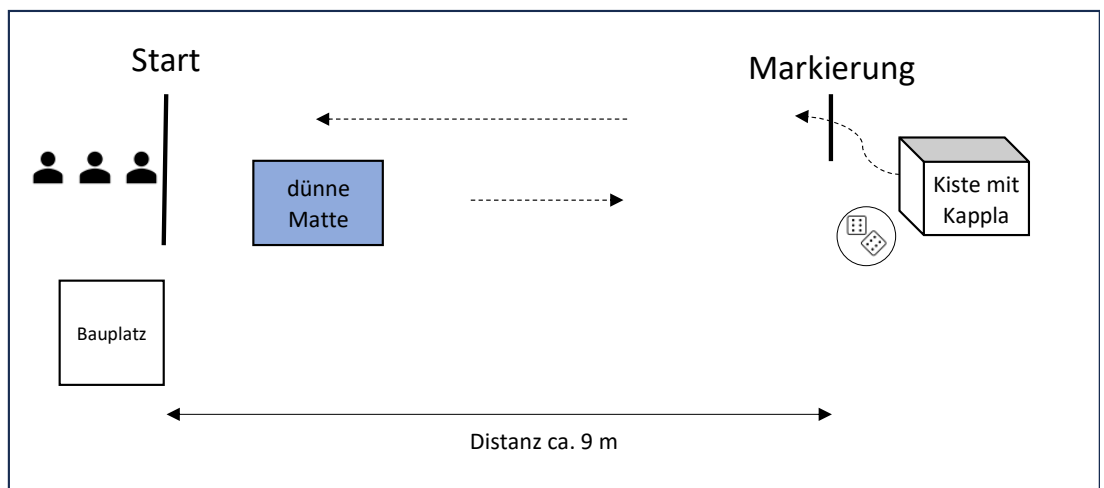 Start
Markierung
dünne
Matte
Kiste mit
Kappla
Bauplatz
Distanz ca. 9 m